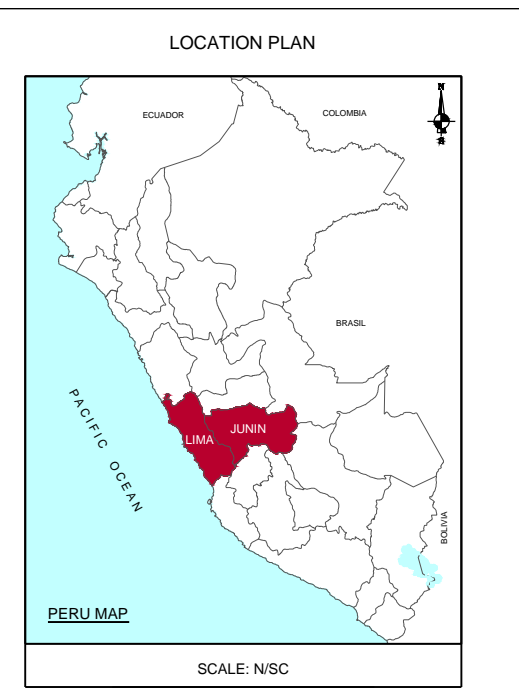 LOCATION PLAN
N
ECUADOR
COLOMBIA
BRASIL
PACIFIC OCEAN
LIMA
JUNIN
BOLIVIA
PERU MAP
SCALE: N/SC